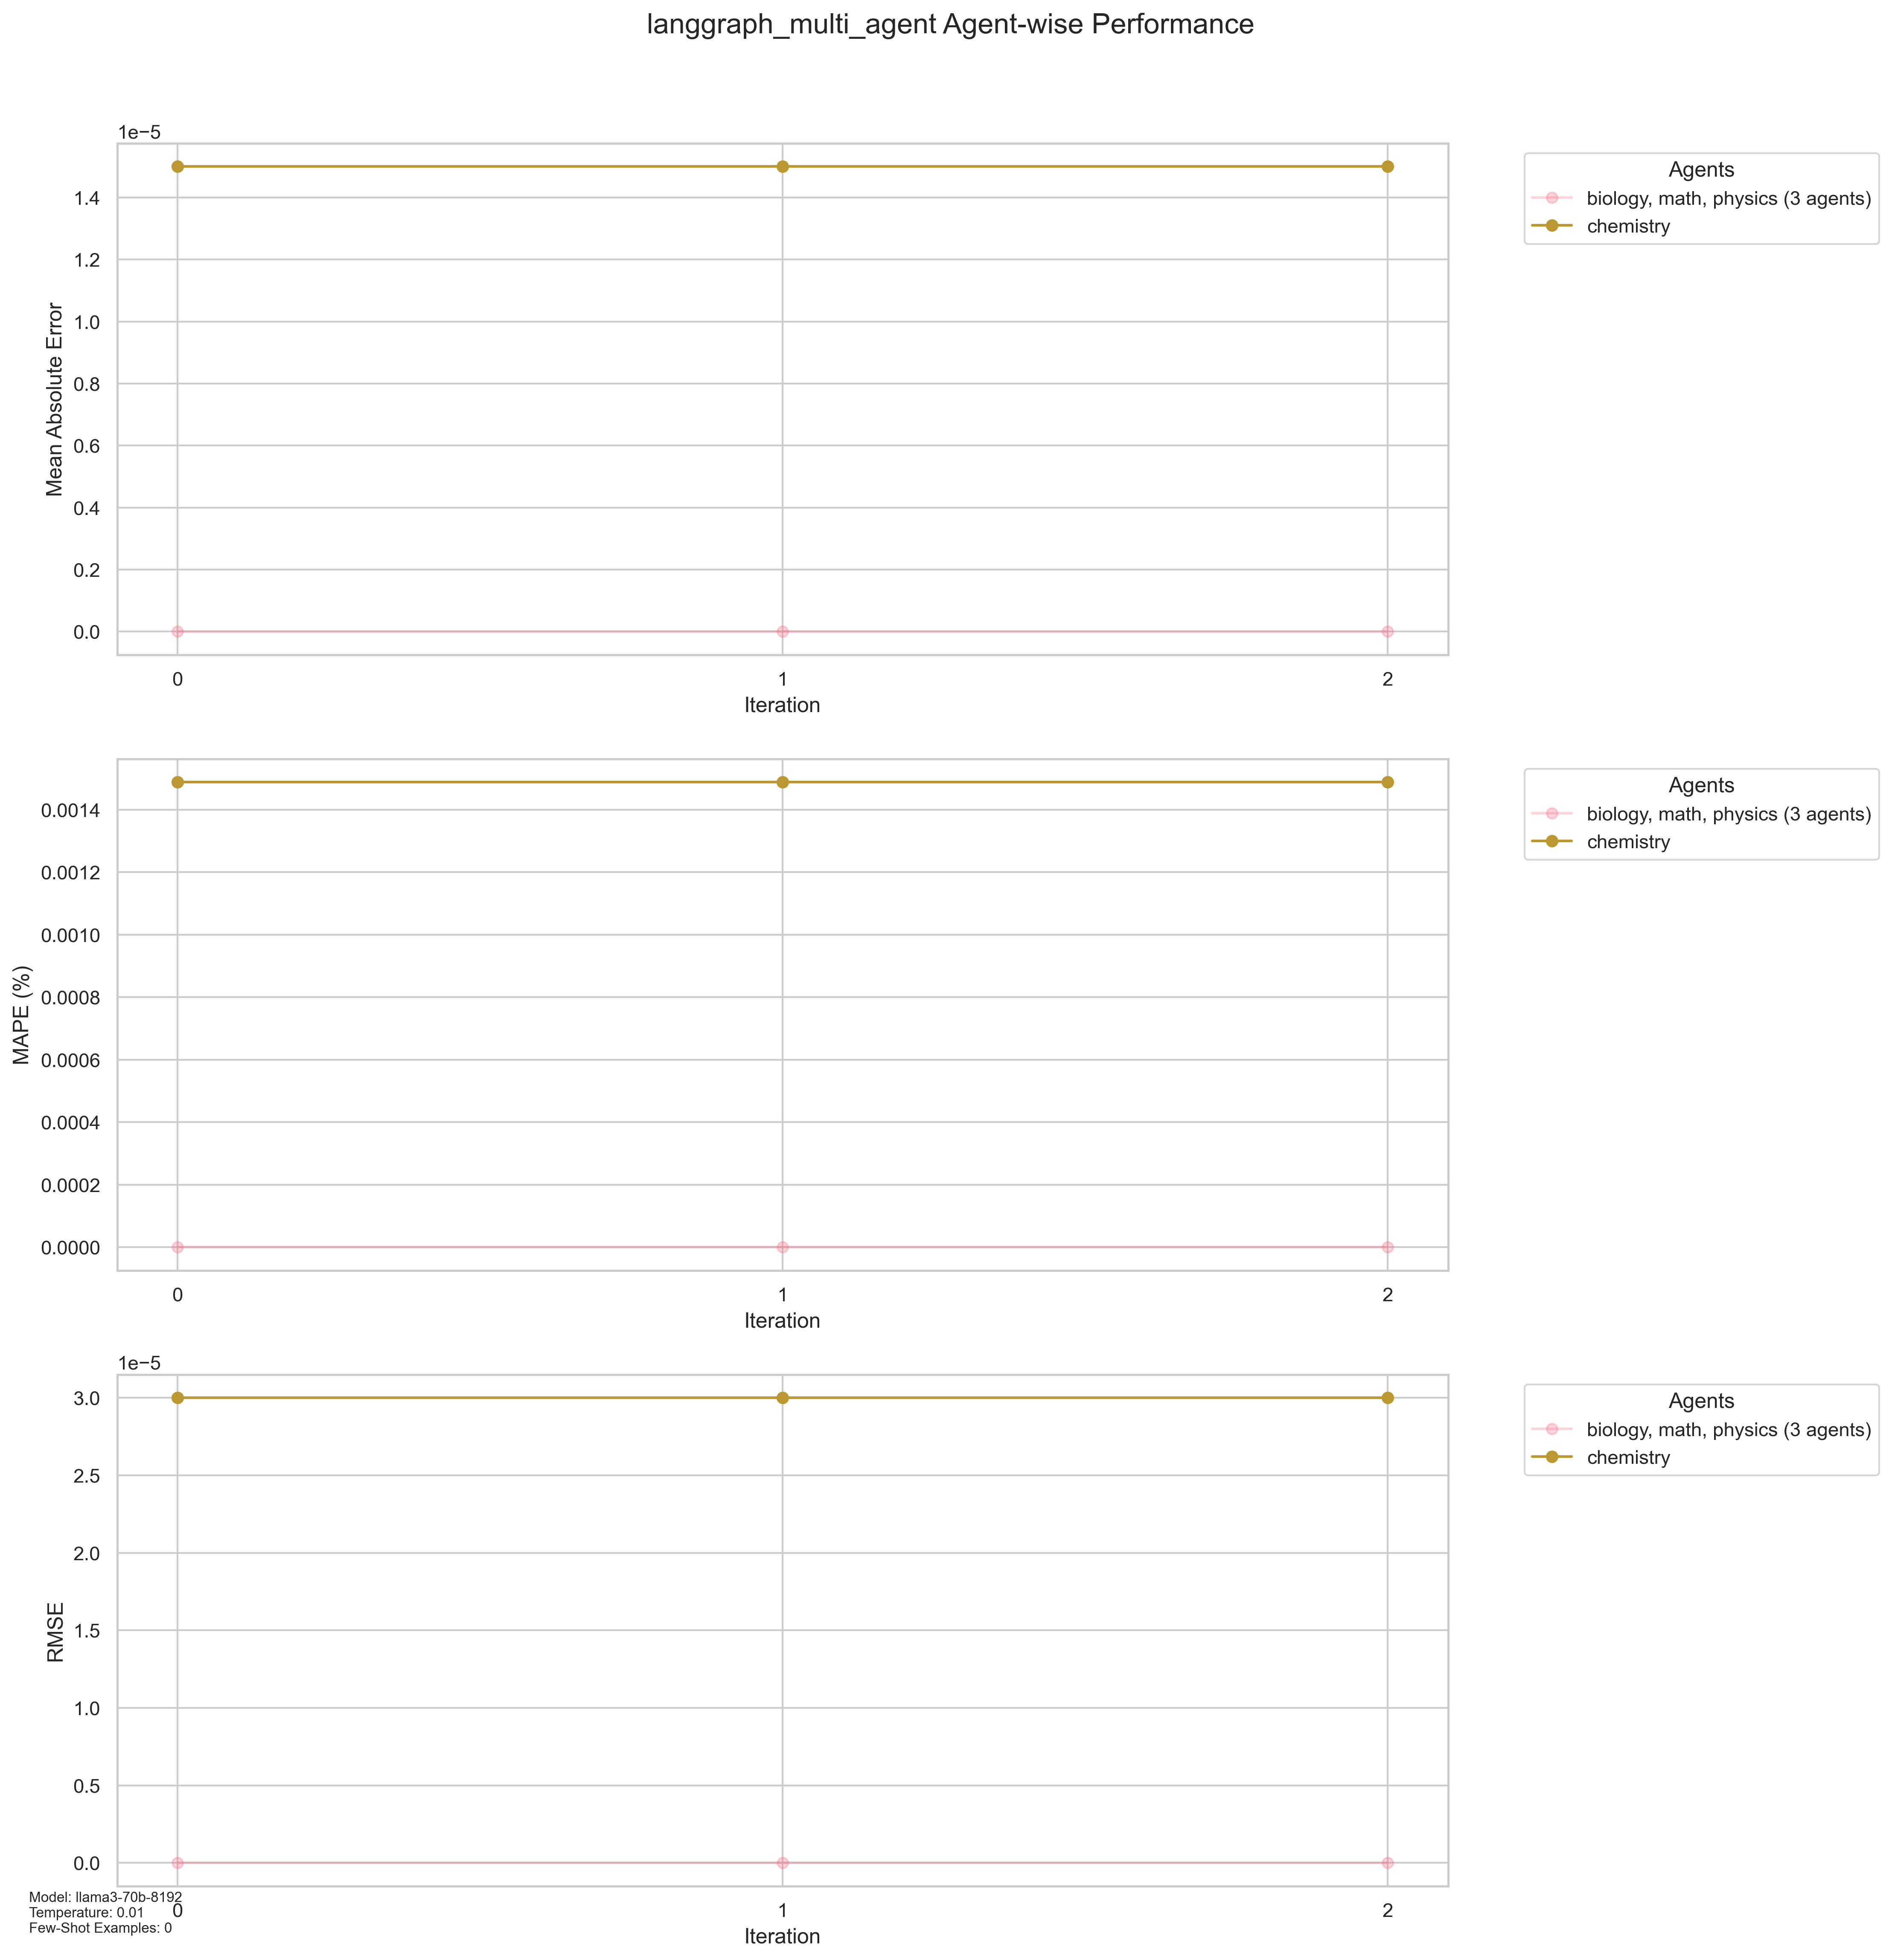 langgraph_multi_agent Agent-wise Performance
1e−5
1.4
1.2
1.0
0.8
0.6
0.4
0.2
0.0
Mean Absolute Error
0
1
2
Iteration
Agents
biology, math, physics (3 agents)
chemistry
0.0014
0.0012
0.0010
0.0008
0.0006
0.0004
0.0002
0.0000
MAPE (%)
0
1
2
Iteration
Agents
biology, math, physics (3 agents)
chemistry
1e−5
3.0
2.5
2.0
1.5
1.0
0.5
0.0
RMSE
0
1
2
Iteration
Agents
biology, math, physics (3 agents)
chemistry
Model: llama3-70b-8192
Temperature: 0.01
Few-Shot Examples: 0